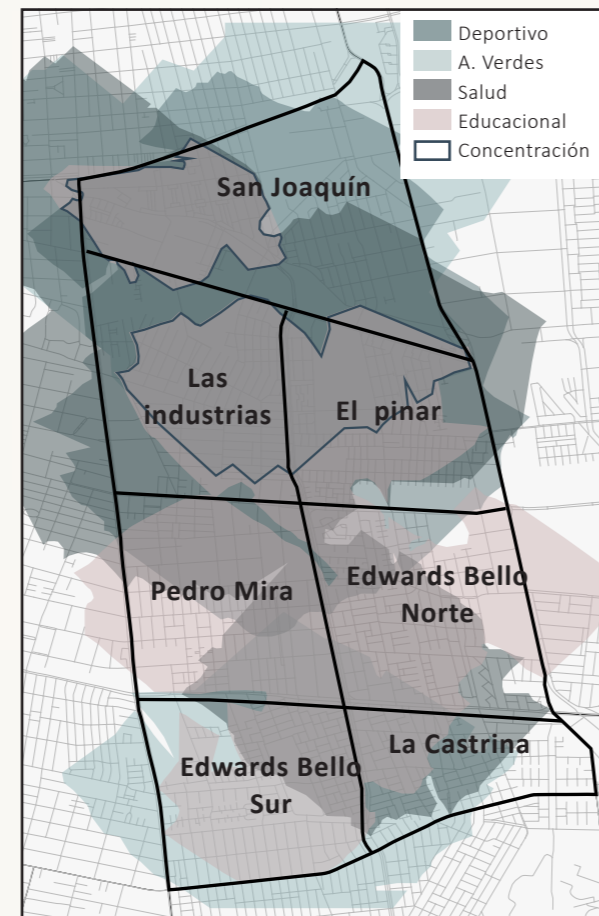 Deportivo
A. Verdes
Salud
Educacional
Concentración
San Joaquín
Las
industrias
El pinar
Pedro Mira
Edwards Bello
Norte
La Castrina
Edwards Bello
Sur